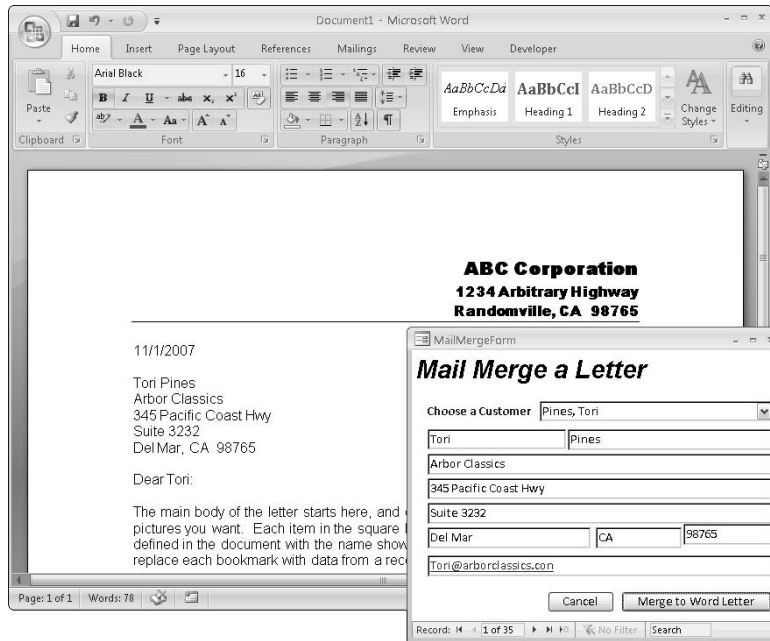 Document1 - Microsoft Word
Home Insert Page Layout References Mailings Review View Developer
Paste
Arial Black 16
B I U abe x₂ x²
Aa A A
AaBbCcDd AaBbCcI AaBbCcD
Emphasis Heading 1 Heading 2
Change Styles
Editing
Clipboard Font Paragraph Styles
ABC Corporation
1234 Arbitrary Highway
Randomville, CA 98765
11/1/2007
Tori Pines
Arbor Classics
345 Pacific Coast Hwy
Suite 3232
Del Mar, CA 98765
Dear Tori:
The main body of the letter starts here, and
pictures you want. Each item in the square
defined in the document with the name show
replace each bookmark with data from a rec
Page: 1 of 1 Words: 78
MailMergeForm
Mail Merge a Letter
Choose a Customer Pines, Tori
Tori Pines
Arbor Classics
345 Pacific Coast Hwy
Suite 3232
Del Mar CA 98765
Tori@arborclassics.con
Cancel Merge to Word Letter
Record: 1 of 35 No Filter Search